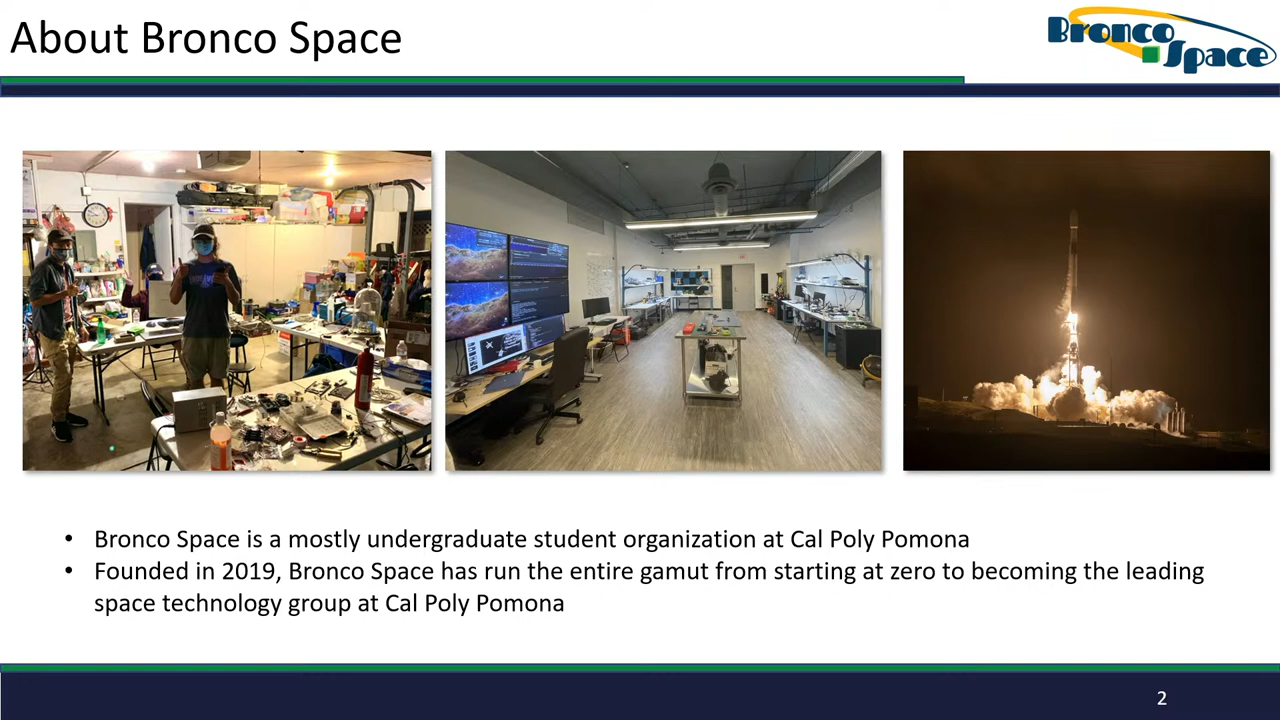 About Bronco Space
Bronco
Space
• Bronco Space is a mostly undergraduate student organization at Cal Poly Pomona
• Founded in 2019, Bronco Space has run the entire gamut from starting at zero to becoming the leading
space technology group at Cal Poly Pomona
2